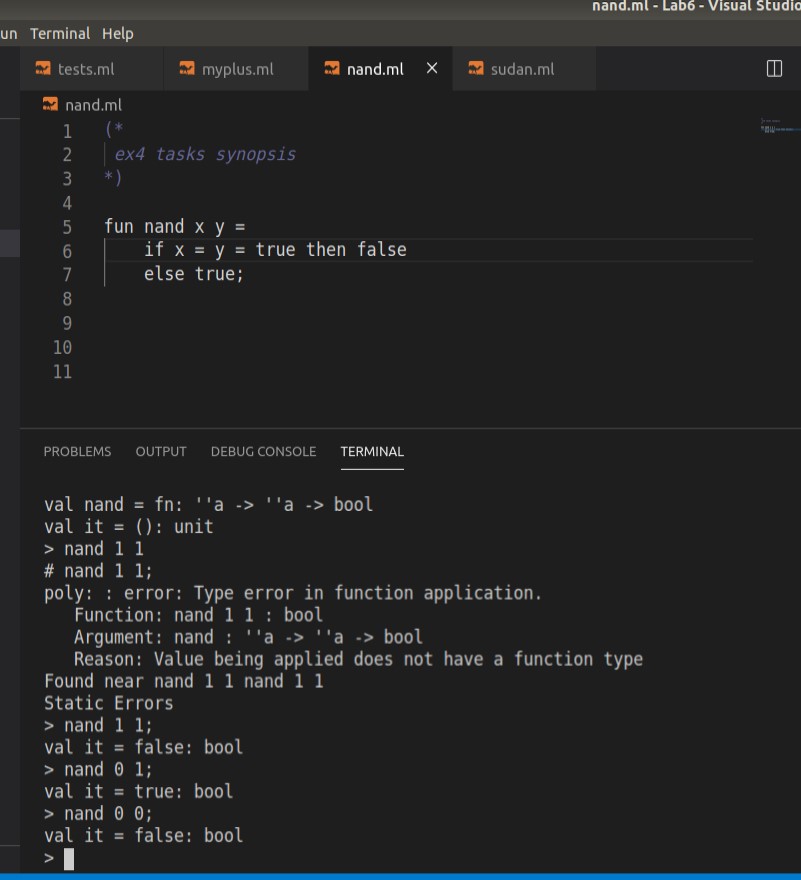 nand.ml - Lab6 - Visual Studio
un Terminal Help
tests.ml myplus.ml nand.ml × sudan.ml
nand.ml
1 (*
2 ex4 tasks synopsis
3 *)
4
5 fun nand x y =
6 if x = y = true then false
7 else true;
8
9
10
11
PROBLEMS OUTPUT DEBUG CONSOLE TERMINAL
val nand = fn: ''a -> ''a -> bool
val it = (): unit
> nand 1 1
# nand 1 1;
poly: : error: Type error in function application.
Function: nand 1 1 : bool
Argument: nand : ''a -> ''a -> bool
Reason: Value being applied does not have a function type
Found near nand 1 1 nand 1 1
Static Errors
> nand 1 1;
val it = false: bool
> nand 0 1;
val it = true: bool
> nand 0 0;
val it = false: bool
>